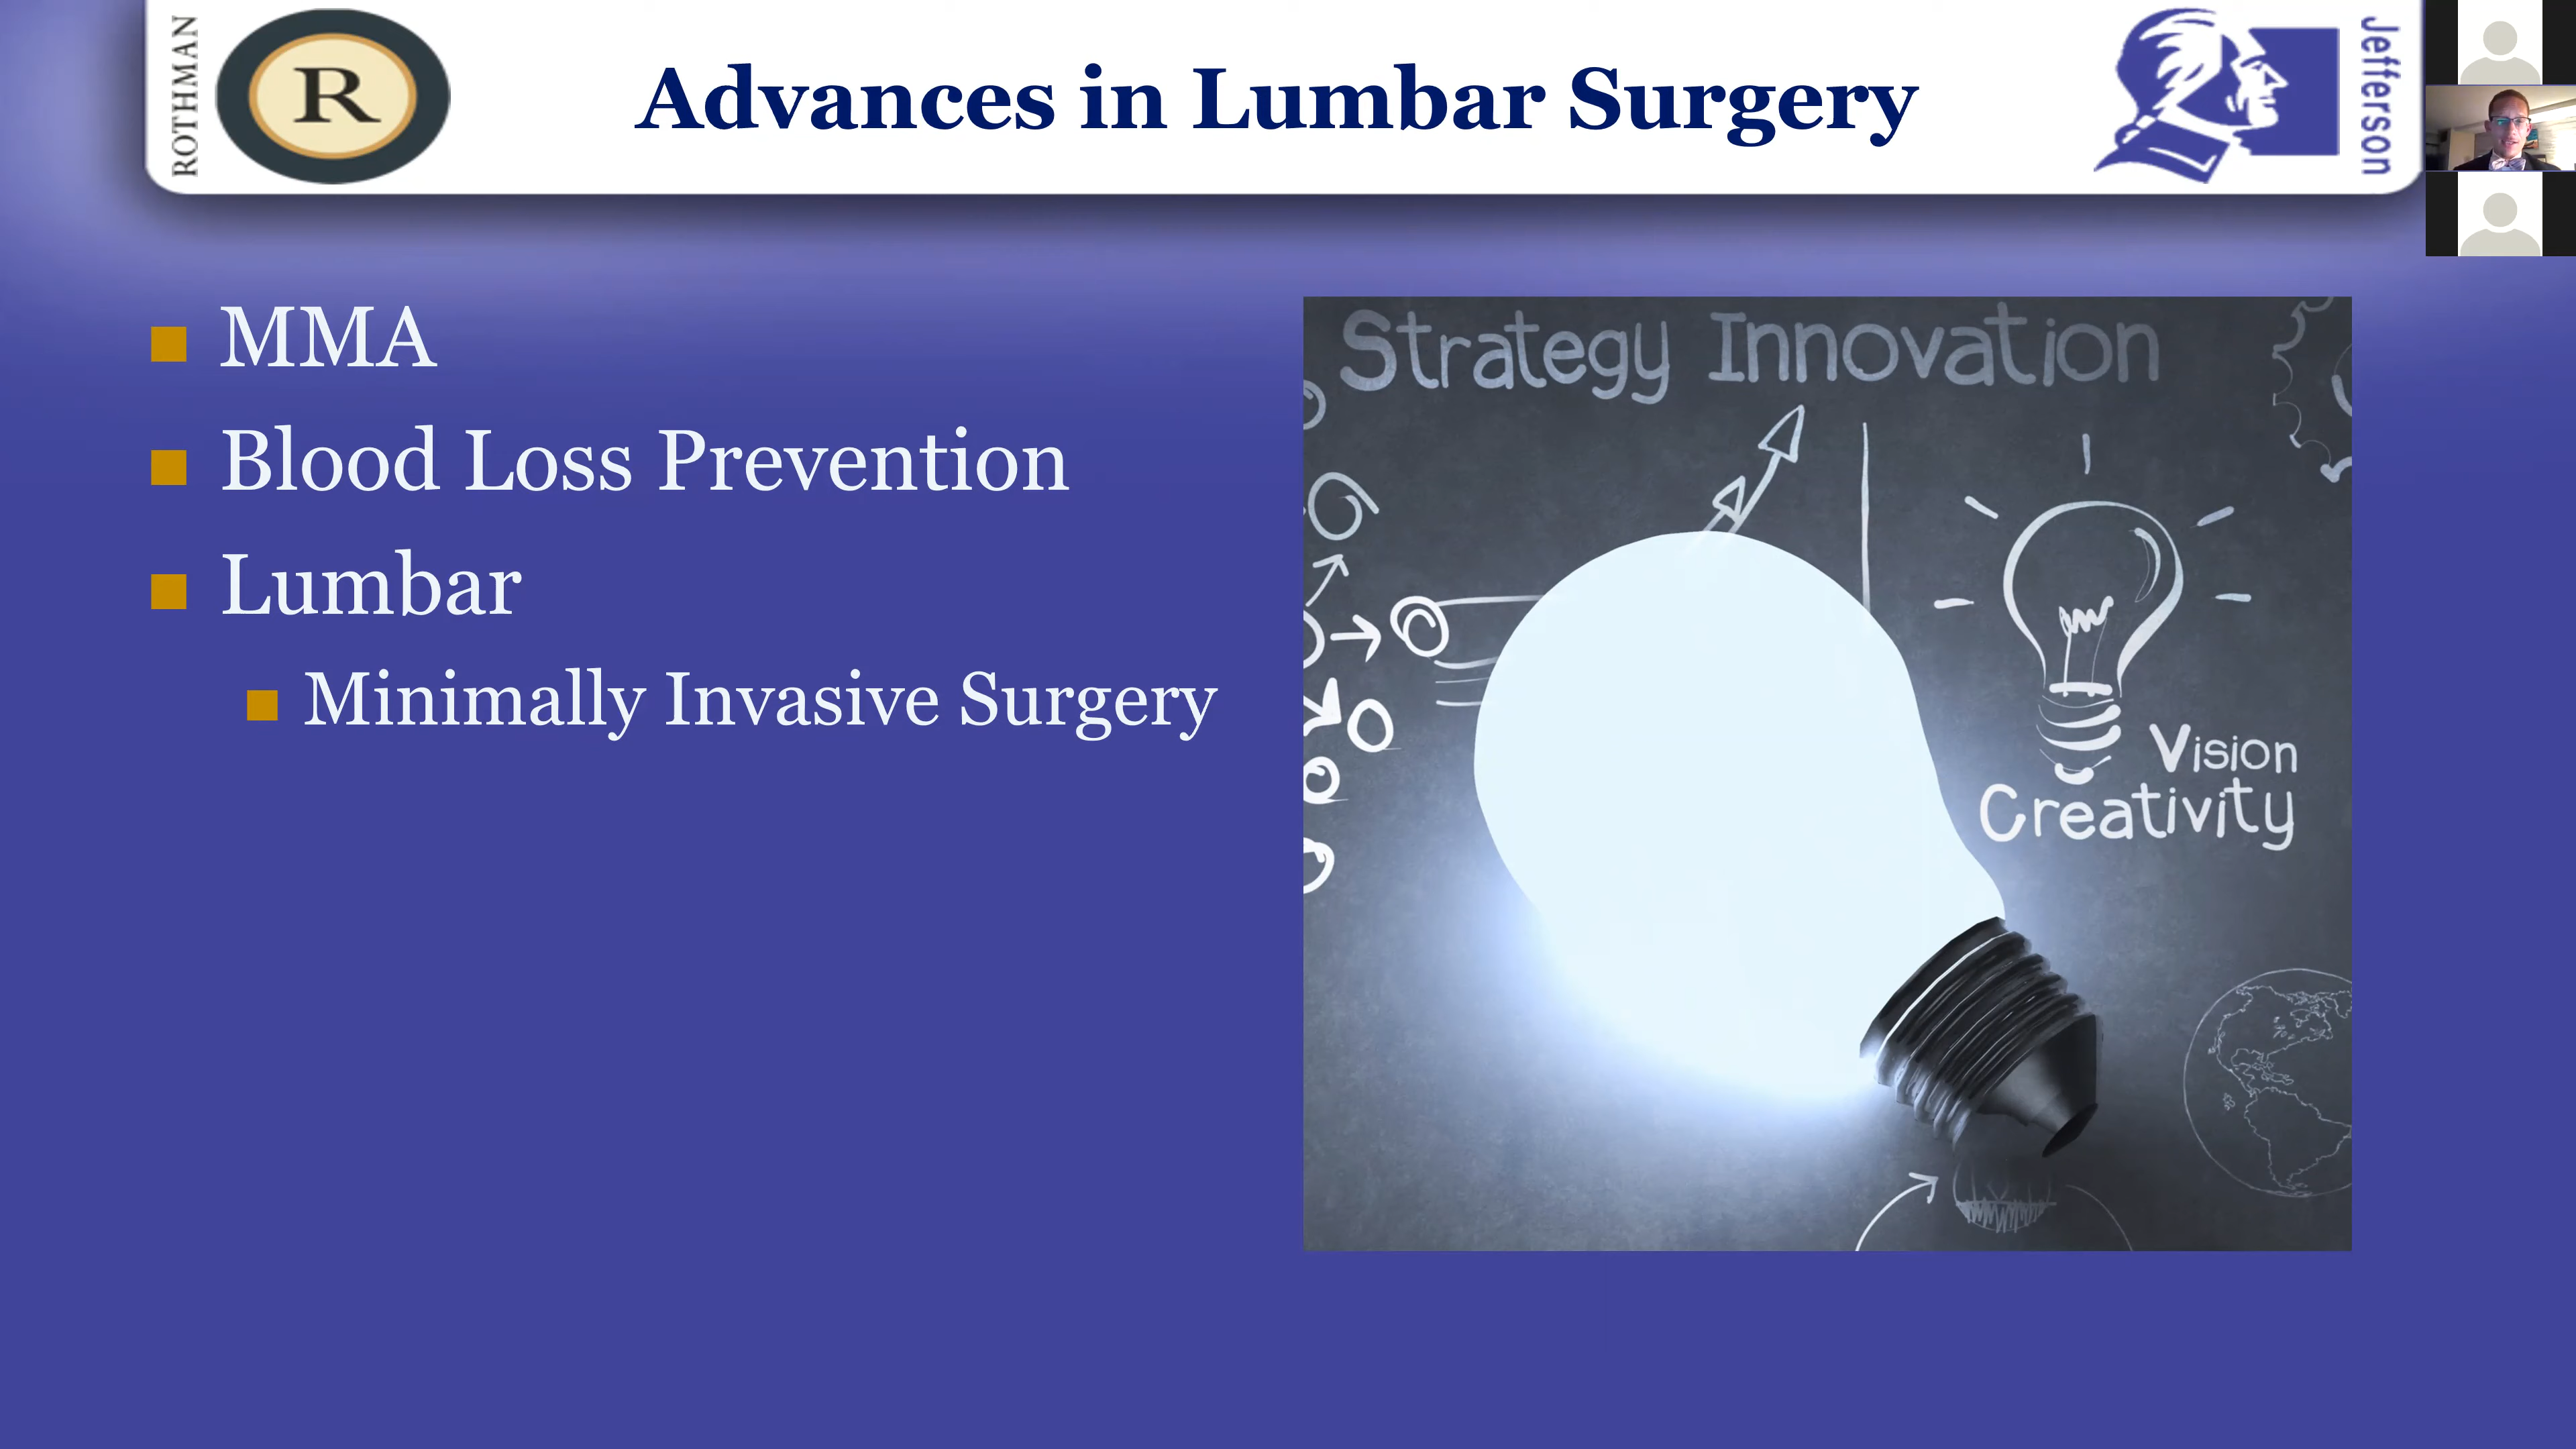 ROTHMAN
R
Advances in Lumbar Surgery
Jefferson
MMA
Blood Loss Prevention
Lumbar
Minimally Invasive Surgery
Strategy Innovation
Vision
Creativity